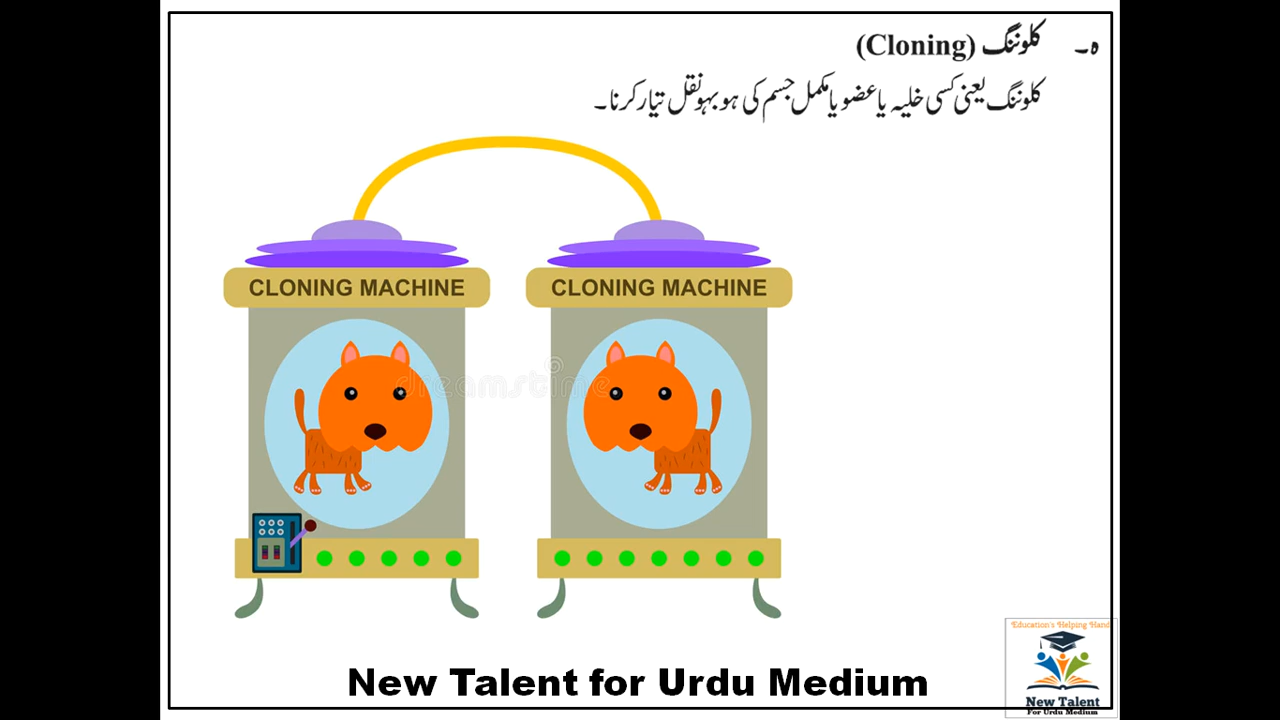 ہ۔ کلوننگ (Cloning)
کلوننگ یعنی کسی خلیہ یا عضو یا مکمل جسم کی ہو بہو نقل تیار کرنا۔
CLONING MACHINE
CLONING MACHINE
dreamstime
Education's Helping Hand
New Talent
For Urdu Medium
New Talent for Urdu Medium